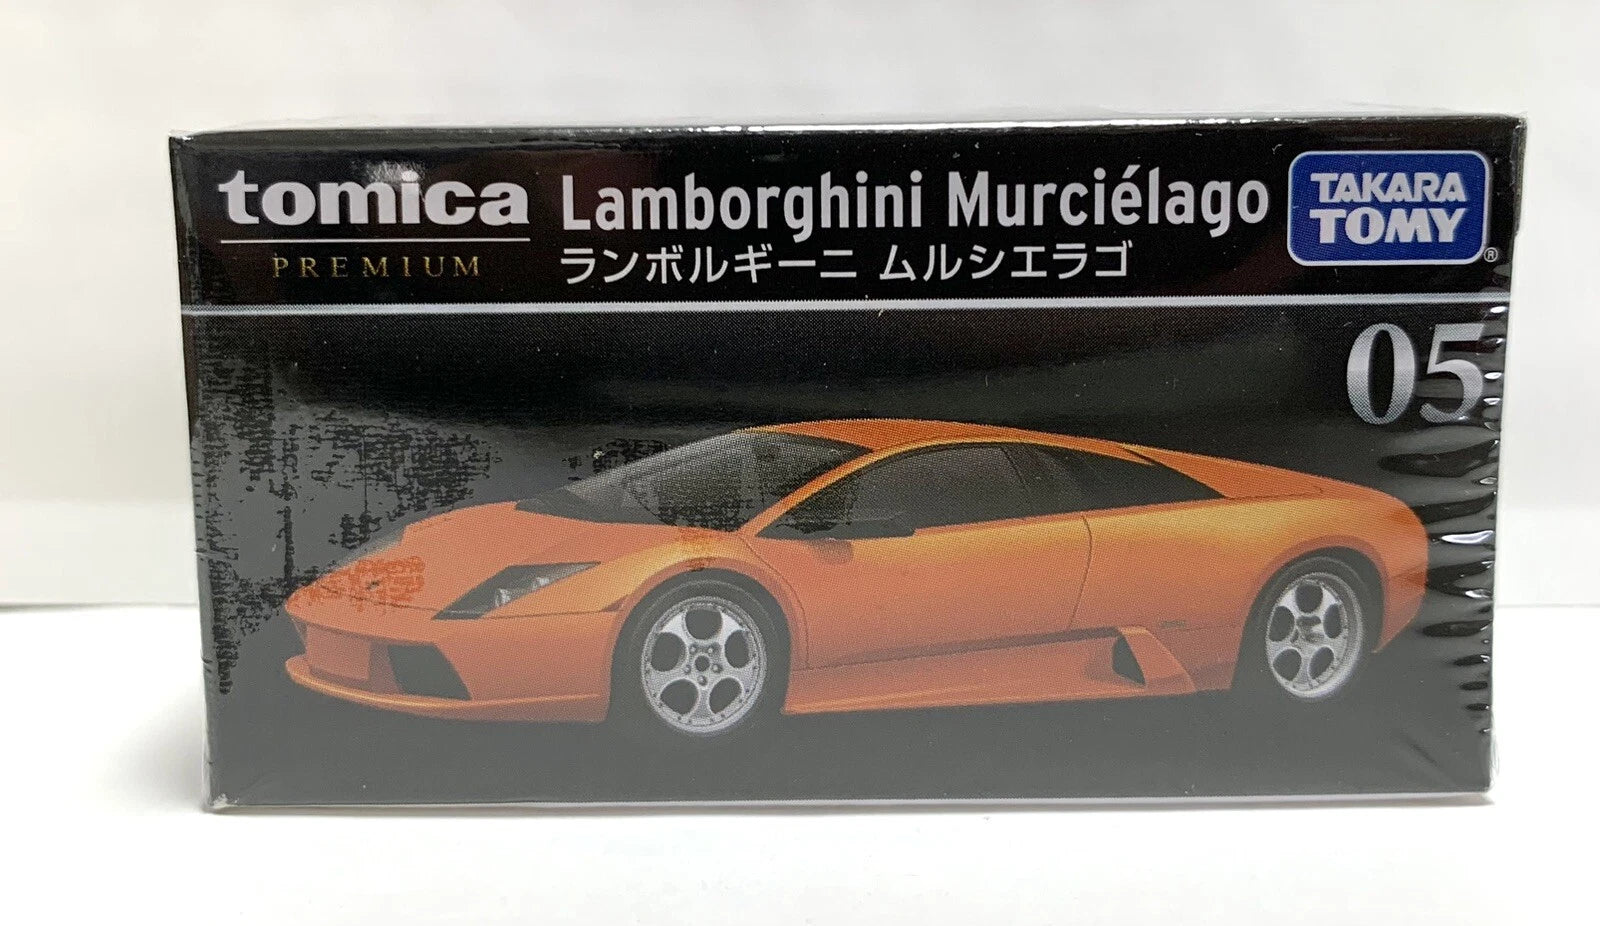 tomica
PREMIUM
Lamborghini Murciélago
ランボルギーニ ムルシエラゴ
TAKARA
TOMY
®
05